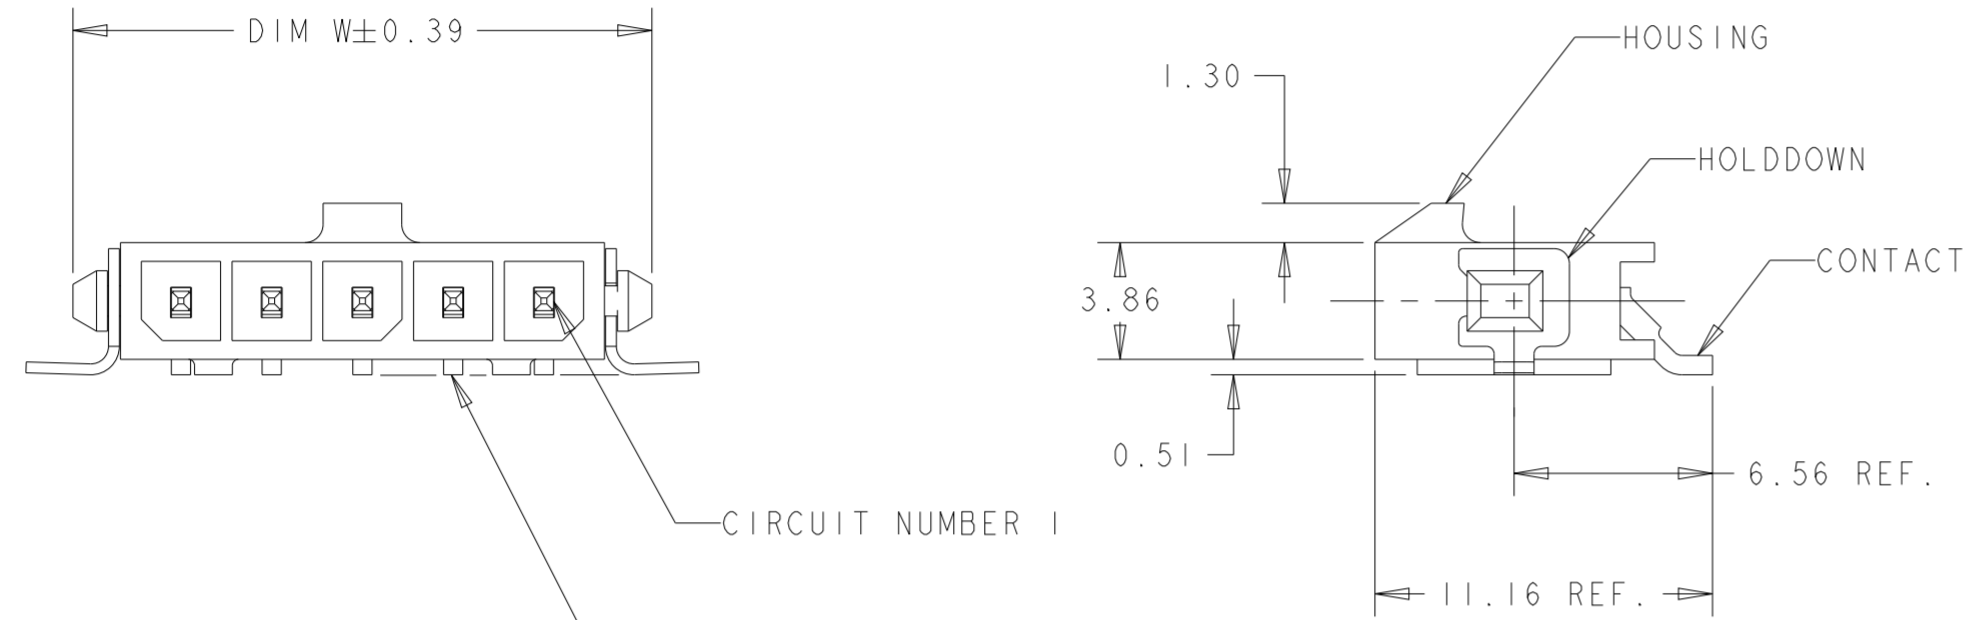 DIM W±0.39
HOUSING
1.30
HOLDDOWN
CONTACT
3.86
0.51
6.56 REF.
CIRCUIT NUMBER 1
11.16 REF.